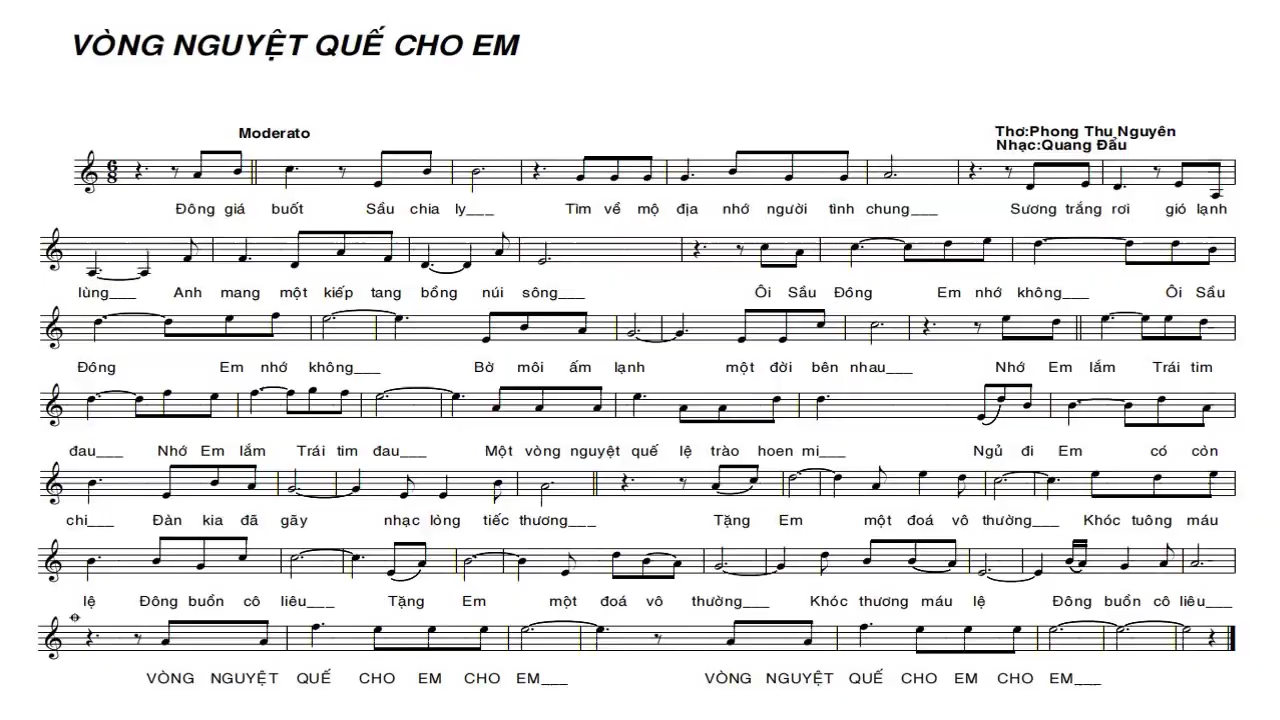 VÒNG NGUYỆT QUẾ CHO EM
Moderato
Thơ:Phong Thu Nguyên
Nhạc:Quang Đẩu
6
8
Đông giá buốt Sầu chia ly___ Tìm về mộ địa nhớ người tình chung___ Sương trắng rơi gió lạnh
lùng___ Anh mang một kiếp tang bồng núi sông___ Ôi Sầu Đông Em nhớ không___ Ôi Sầu
Đông Em nhớ không___ Bờ môi ấm lạnh một đời bên nhau___ Nhớ Em lắm Trái tim
đau___ Nhớ Em lắm Trái tim đau___ Một vòng nguyệt quế lệ trào hoen mi___ Ngủ đi Em có còn
chi___ Đàn kia đã gãy nhạc lòng tiếc thương___ Tặng Em một đoá vô thường___ Khóc tuông máu
lệ Đông buồn cô liêu___ Tặng Em một đoá vô thường___ Khóc thương máu lệ Đông buồn cô liêu___
VÒNG NGUYỆT QUẾ CHO EM CHO EM___ VÒNG NGUYỆT QUẾ CHO EM CHO EM___